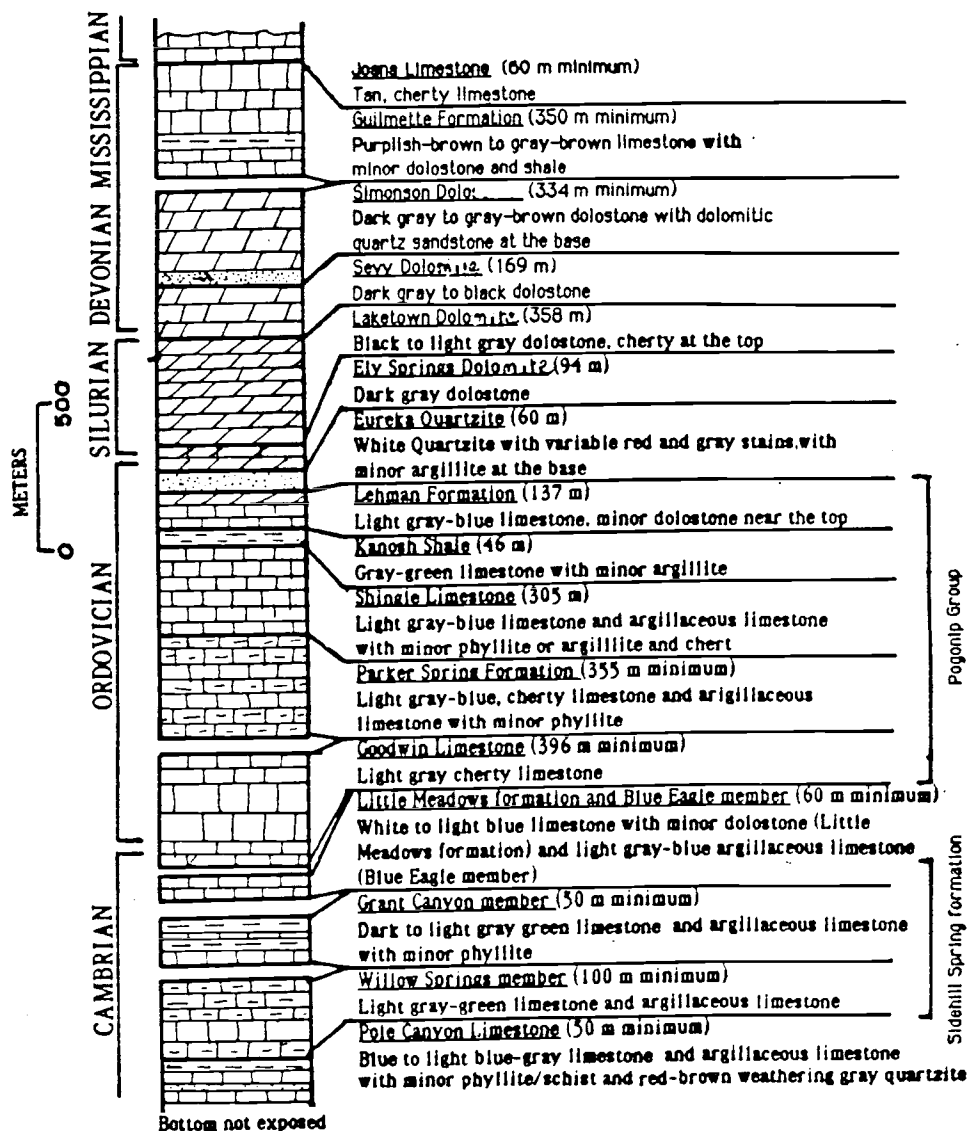 MISSISSIPPIAN
DEVONIAN
SILURIAN
ORDOVICIAN
CAMBRIAN
METERS
500
0
Joana Limestone (60 m minimum)
Tan, cherty limestone
Guilmette Formation (350 m minimum)
Purplish-brown to gray-brown limestone with
minor dolostone and shale
Simonson (334 m minimum)
Dark gray to gray-brown dolostone with dolomitic
quartz sandstone at the base
Sevy Dolomite (169 m)
Dark gray to black dolostone
Laketown Dolomite (358 m)
Black to light gray dolostone, cherty at the top
Ely Springs Dolomite (94 m)
Dark gray dolostone
Eureka Quartzite (60 m)
White Quartzite with variable red and gray stains, with
minor argillite at the base
Lehman Formation (137 m)
Light gray-blue limestone, minor dolostone near the top
Kanosh Shale (46 m)
Gray-green limestone with minor argillite
Shingle Limestone (305 m)
Light gray-blue limestone and argillaceous limestone
with minor phyllite or argilllite and chert
Parker Spring Formation (355 m minimum)
Light gray-blue, cherty limestone and arigillaceous
limestone with minor phyllite
Goodwin Limestone (396 m minimum)
Light gray cherty limestone
Little Meadows formation and Blue Eagle member (60 m minimum)
White to light blue limestone with minor dolostone (Little
Meadows formation) and light gray-blue argillaceous limestone
(Blue Eagle member)
Grant Canyon member (50 m minimum)
Dark to light gray green limestone and argillaceous limestone
with minor phyllite
Willow Springs member (100 m minimum)
Light gray-green limestone and argillaceous limestone
Pole Canyon Limestone (50 m minimum)
Blue to light blue-gray limestone and argillaceous limestone
with minor phyllite/schist and red-brown weathering gray quartzite
Bottom not exposed
Pogonip Group
Sidehill Spring formation